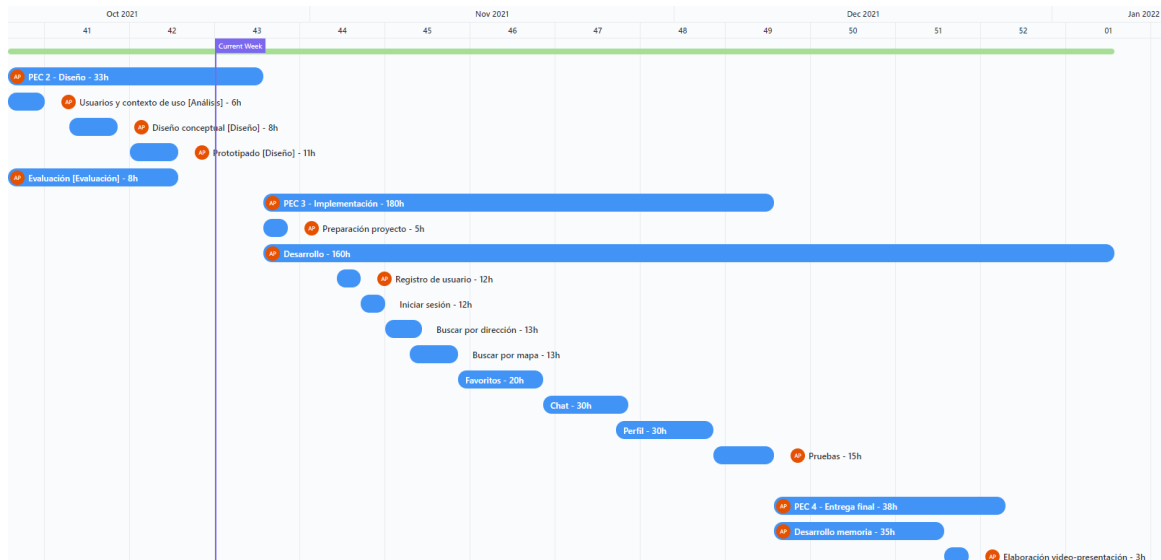 Oct 2021 Nov 2021 Dec 2021 Jan 2022
41 42 43 44 45 46 47 48 49 50 51 52 01
Current Week
AP PEC 2 - Diseño - 33h
AP Usuarios y contexto de uso [Análisis] - 6h
AP Diseño conceptual [Diseño] - 8h
AP Prototipado [Diseño] - 11h
AP Evaluación [Evaluación] - 8h
AP PEC 3 - Implementación - 180h
AP Preparación proyecto - 5h
AP Desarrollo - 160h
AP Registro de usuario - 12h
Iniciar sesión - 12h
Buscar por dirección - 13h
Buscar por mapa - 13h
Favoritos - 20h
Chat - 30h
Perfil - 30h
AP Pruebas - 15h
AP PEC 4 - Entrega final - 38h
AP Desarrollo memoria - 35h
AP Elaboración video-presentación - 3h